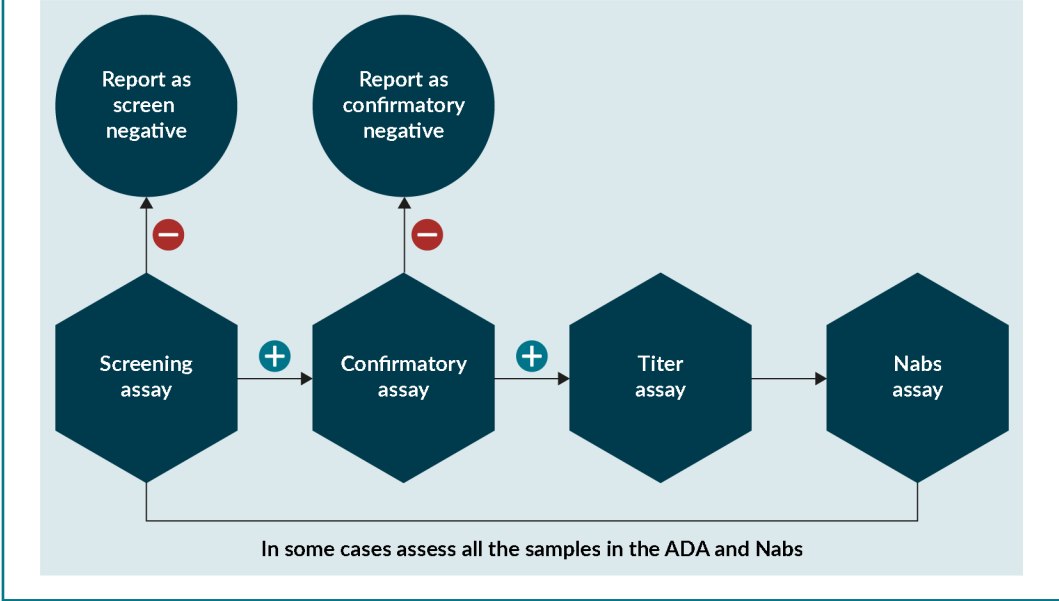 Report as
screen
negative
Report as
confirmatory
negative
Screening
assay
Confirmatory
assay
Titer
assay
Nabs
assay
In some cases assess all the samples in the ADA and Nabs